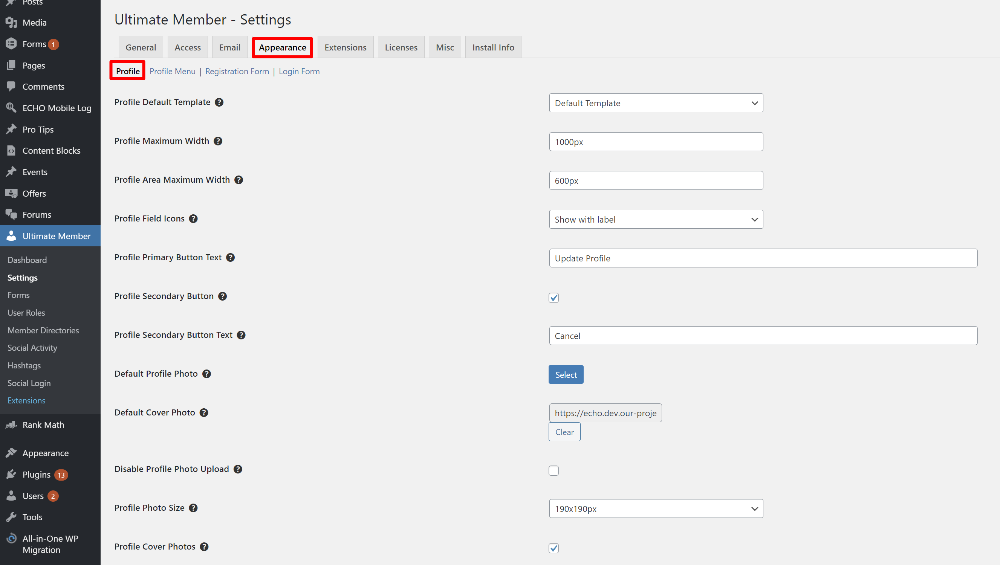 Posts
Media
Forms 1
Pages
Comments
ECHO Mobile Log
Pro Tips
Content Blocks
Events
Offers
Forums
Ultimate Member
Dashboard
Settings
Forms
User Roles
Member Directories
Social Activity
Hashtags
Social Login
Extensions
Rank Math
Appearance
Plugins 13
Users 2
Tools
All-in-One WP
Migration
Ultimate Member - Settings
General Access Email Appearance Extensions Licenses Misc Install Info
Profile Profile Menu | Registration Form | Login Form
Profile Default Template ? Default Template
Profile Maximum Width ? 1000px
Profile Area Maximum Width ? 600px
Profile Field Icons ? Show with label
Profile Primary Button Text ? Update Profile
Profile Secondary Button ?
Profile Secondary Button Text ? Cancel
Default Profile Photo ? Select
Default Cover Photo ? https://echo.dev.our-proje
Clear
Disable Profile Photo Upload ?
Profile Photo Size ? 190x190px
Profile Cover Photos ?